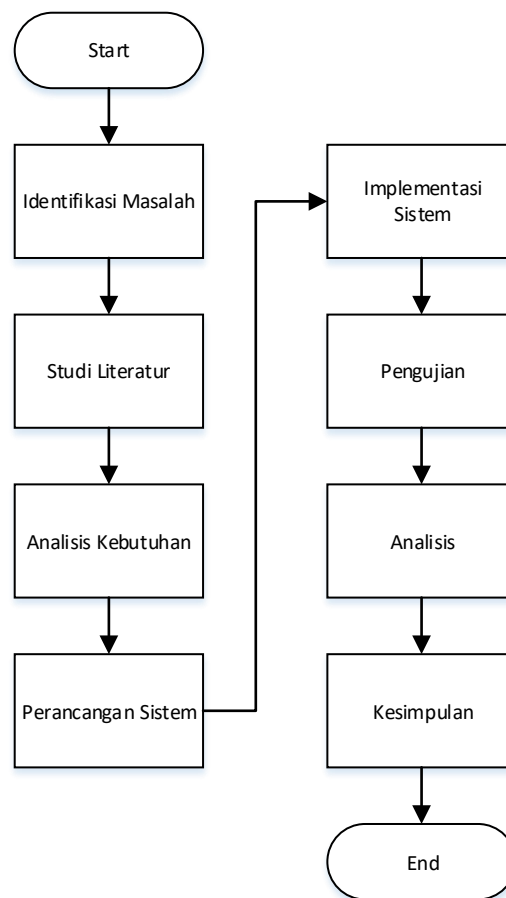 Start
Identifikasi Masalah
Studi Literatur
Analisis Kebutuhan
Perancangan Sistem
Implementasi
Sistem
Pengujian
Analisis
Kesimpulan
End